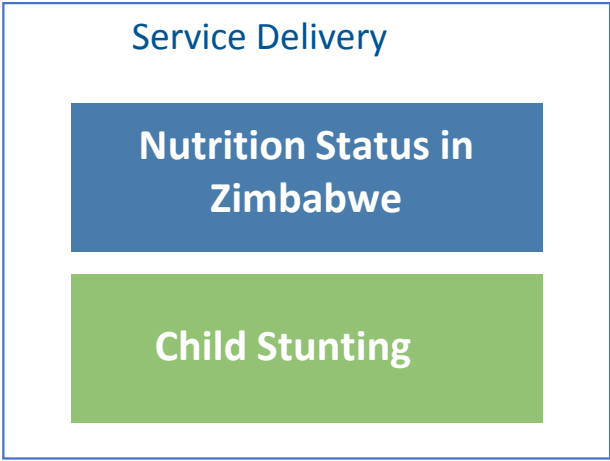 Service Delivery
Nutrition Status in
Zimbabwe
Child Stunting